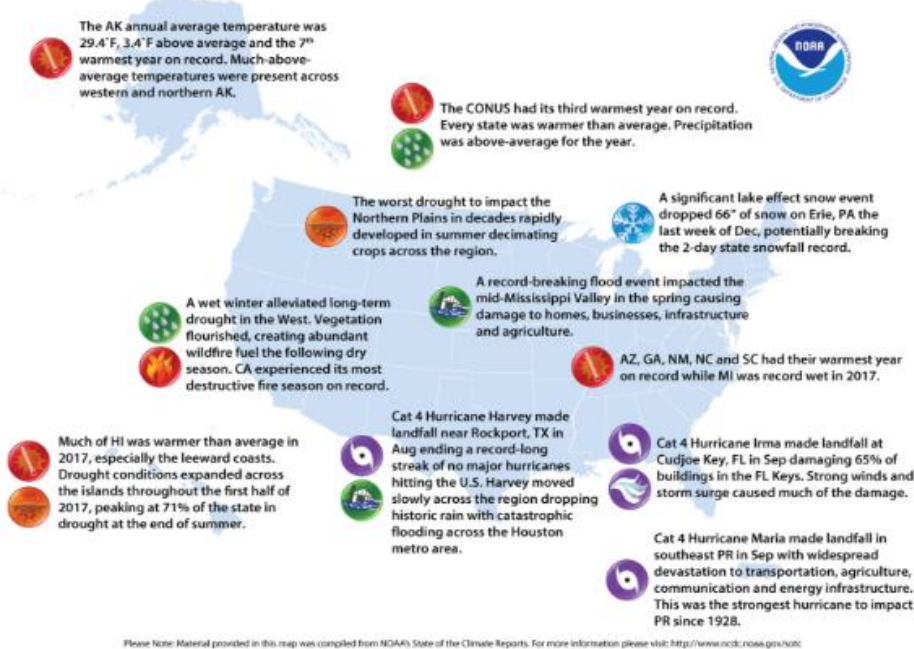 The AK annual average temperature was
29.4°F, 3.4°F above average and the 7th
warmest year on record. Much-above-
average temperatures were present across
western and northern AK.
NOAA
The CONUS had its third warmest year on record.
Every state was warmer than average. Precipitation
was above-average for the year.
The worst drought to impact the
Northern Plains in decades rapidly
developed in summer decimating
crops across the region.
A significant lake effect snow event
dropped 66" of snow on Erie, PA the
last week of Dec, potentially breaking
the 2-day state snowfall record.
A record-breaking flood event impacted the
mid-Mississippi Valley in the spring causing
damage to homes, businesses, infrastructure
and agriculture.
A wet winter alleviated long-term
drought in the West. Vegetation
flourished, creating abundant
wildfire fuel the following dry
season. CA experienced its most
destructive fire season on record.
AZ, GA, NM, NC and SC had their warmest year
on record while MI was record wet in 2017.
Much of HI was warmer than average in
2017, especially the leeward coasts.
Drought conditions expanded across
the islands throughout the first half of
2017, peaking at 71% of the state in
drought at the end of summer.
Cat 4 Hurricane Harvey made
landfall near Rockport, TX in
Aug ending a record-long
streak of no major hurricanes
hitting the U.S. Harvey moved
slowly across the region dropping
historic rain with catastrophic
flooding across the Houston
metro area.
Cat 4 Hurricane Irma made landfall at
Cudjoe Key, FL in Sep damaging 65% of
buildings in the FL Keys. Strong winds and
storm surge caused much of the damage.
Cat 4 Hurricane Maria made landfall in
southeast PR in Sep with widespread
devastation to transportation, agriculture,
communication and energy infrastructure.
This was the strongest hurricane to impact
PR since 1928.
Please Note: Material provided in this map was compiled from NOAA's State of the Climate Reports. For more information please visit: http://www.ncdc.noaa.gov/sotc